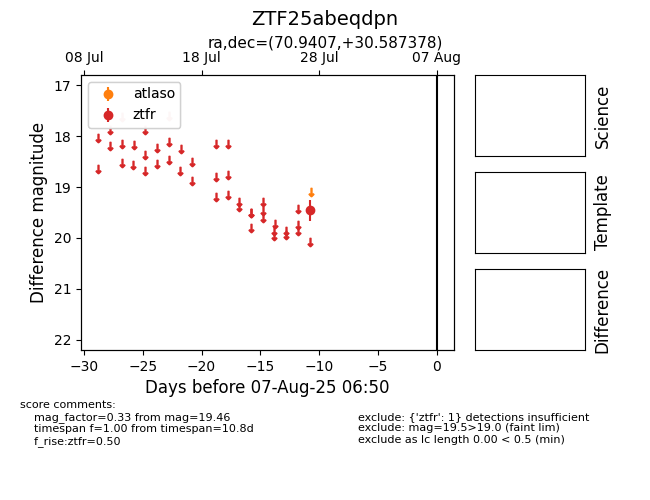 ZTF25abeqdpn
ra,dec=(70.9407,+30.587378)
08 Jul 18 Jul 28 Jul 07 Aug
17
18
19
20
21
22
Difference magnitude
atlaso
ztfr
−30 −25 −20 −15 −10 −5 0
Days before 07-Aug-25 06:50
Science
Template
Difference
score comments:
mag_factor=0.33 from mag=19.46
timespan f=1.00 from timespan=10.8d
f_rise:ztfr=0.50
exclude: {'ztfr': 1} detections insufficient
exclude: mag=19.5>19.0 (faint lim)
exclude as lc length 0.00 < 0.5 (min)